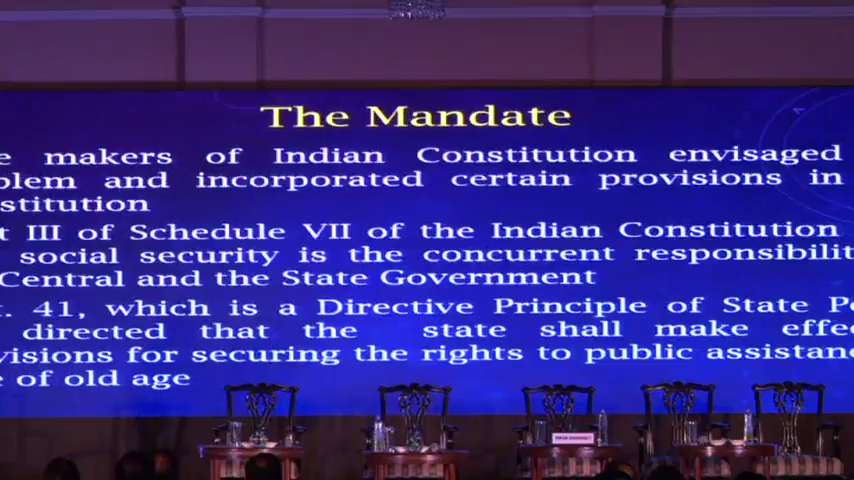 The Mandate
e makers of Indian Constitution envisaged
blem and incorporated certain provisions in
stitution
t III of Schedule VII of the Indian Constitution
social security is the concurrent responsibilit
Central and the State Government
t. 41, which is a Directive Principle of State Po
directed that the state shall make effec
visions for securing the rights to public assistanc
e of old age